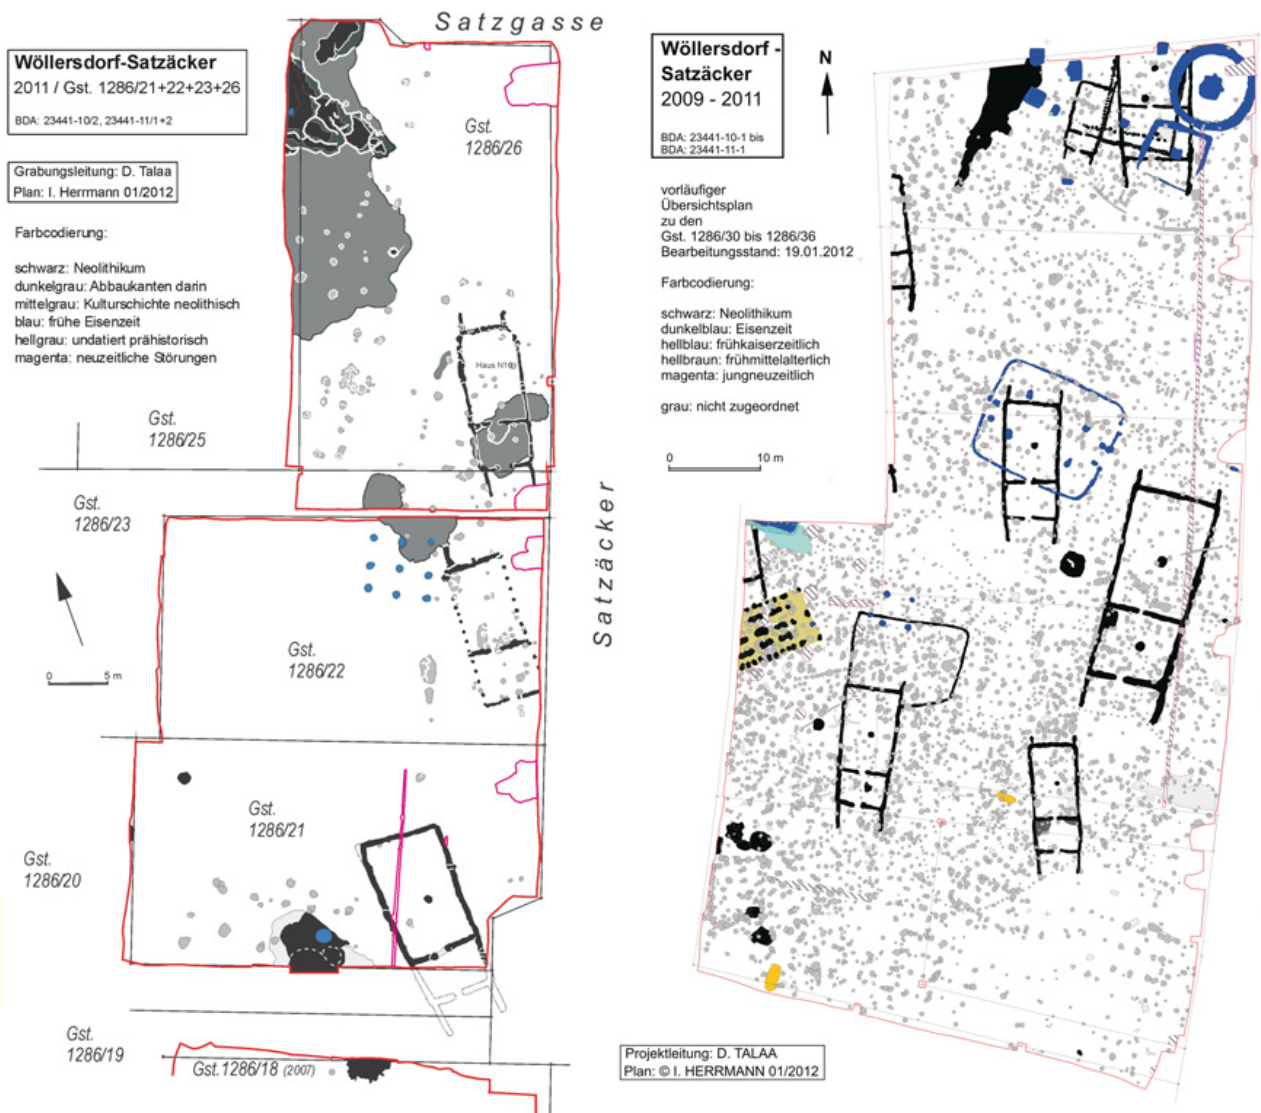 Satzgasse
Wöllersdorf-Satzäcker
2011 / Gst. 1286/21+22+23+26
BDA: 23441-10/2, 23441-11/1+2
Grabungsleitung: D. Talaa
Plan: I. Herrmann 01/2012
Farbcodierung:
schwarz: Neolithikum
dunkelgrau: Abbaukanten darin
mittelgrau: Kulturschichte neolithisch
blau: frühe Eisenzeit
hellgrau: undatiert prähistorisch
magenta: neuzeitliche Störungen
Gst.
1286/26
Haus N16
Gst.
1286/25
Gst.
1286/23
Gst.
1286/22
0 5 m
Gst.
1286/21
Gst.
1286/20
Gst.
1286/19
Gst.1286/18 (2007)
Satzäcker
Wöllersdorf -
Satzäcker
2009 - 2011
BDA: 23441-10-1 bis
BDA: 23441-11-1
N
vorläufiger
Übersichtsplan
zu den
Gst. 1286/30 bis 1286/36
Bearbeitungsstand: 19.01.2012
Farbcodierung:
schwarz: Neolithikum
dunkelblau: Eisenzeit
hellblau: frühkaiserzeitlich
hellbraun: frühmittelalterlich
magenta: jungneuzeitlich
grau: nicht zugeordnet
0 10 m
Projektleitung: D. TALAA
Plan: © I. HERRMANN 01/2012